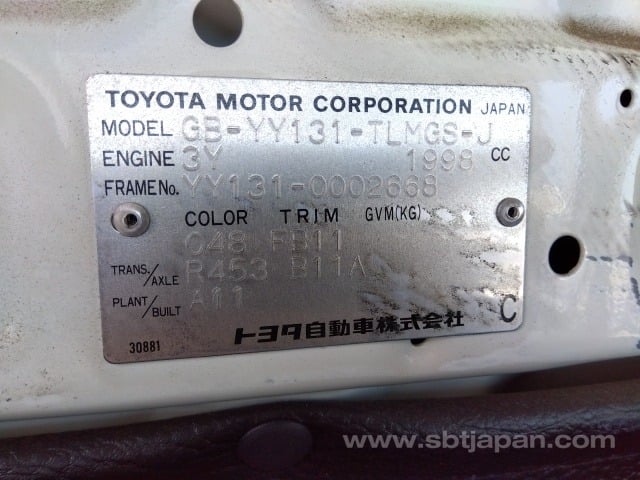 TOYOTA MOTOR CORPORATION JAPAN
MODEL GB-YY131-TLMGS-J
ENGINE 3Y 1998 CC
FRAME No. YY131-0002668
COLOR TRIM GVM(KG)
048 FB11
TRANS./AXLE R453 B11A
PLANT/BUILT A11
トヨタ自動車株式会社 C
30881
www.sbtjapan.com